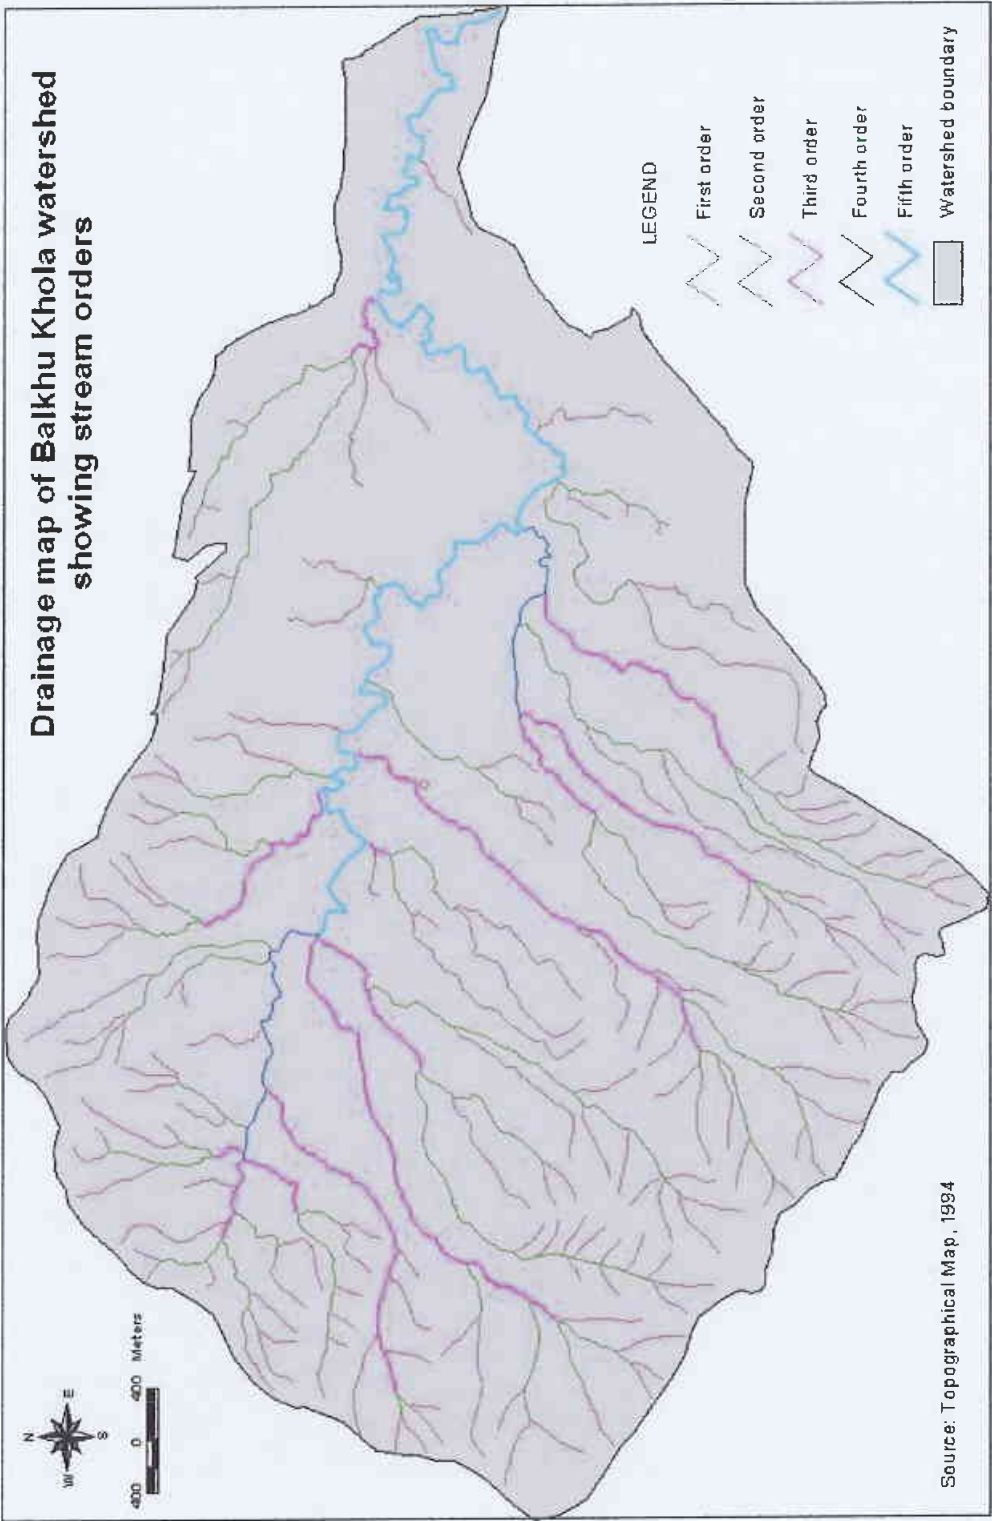 Drainage map of Balkhu Khola watershed
showing stream orders
N
W E
S
400 0 400 Meters
LEGEND
First order
Second order
Third order
Fourth order
Fifth order
Watershed boundary
Source: Topographical Map, 1994